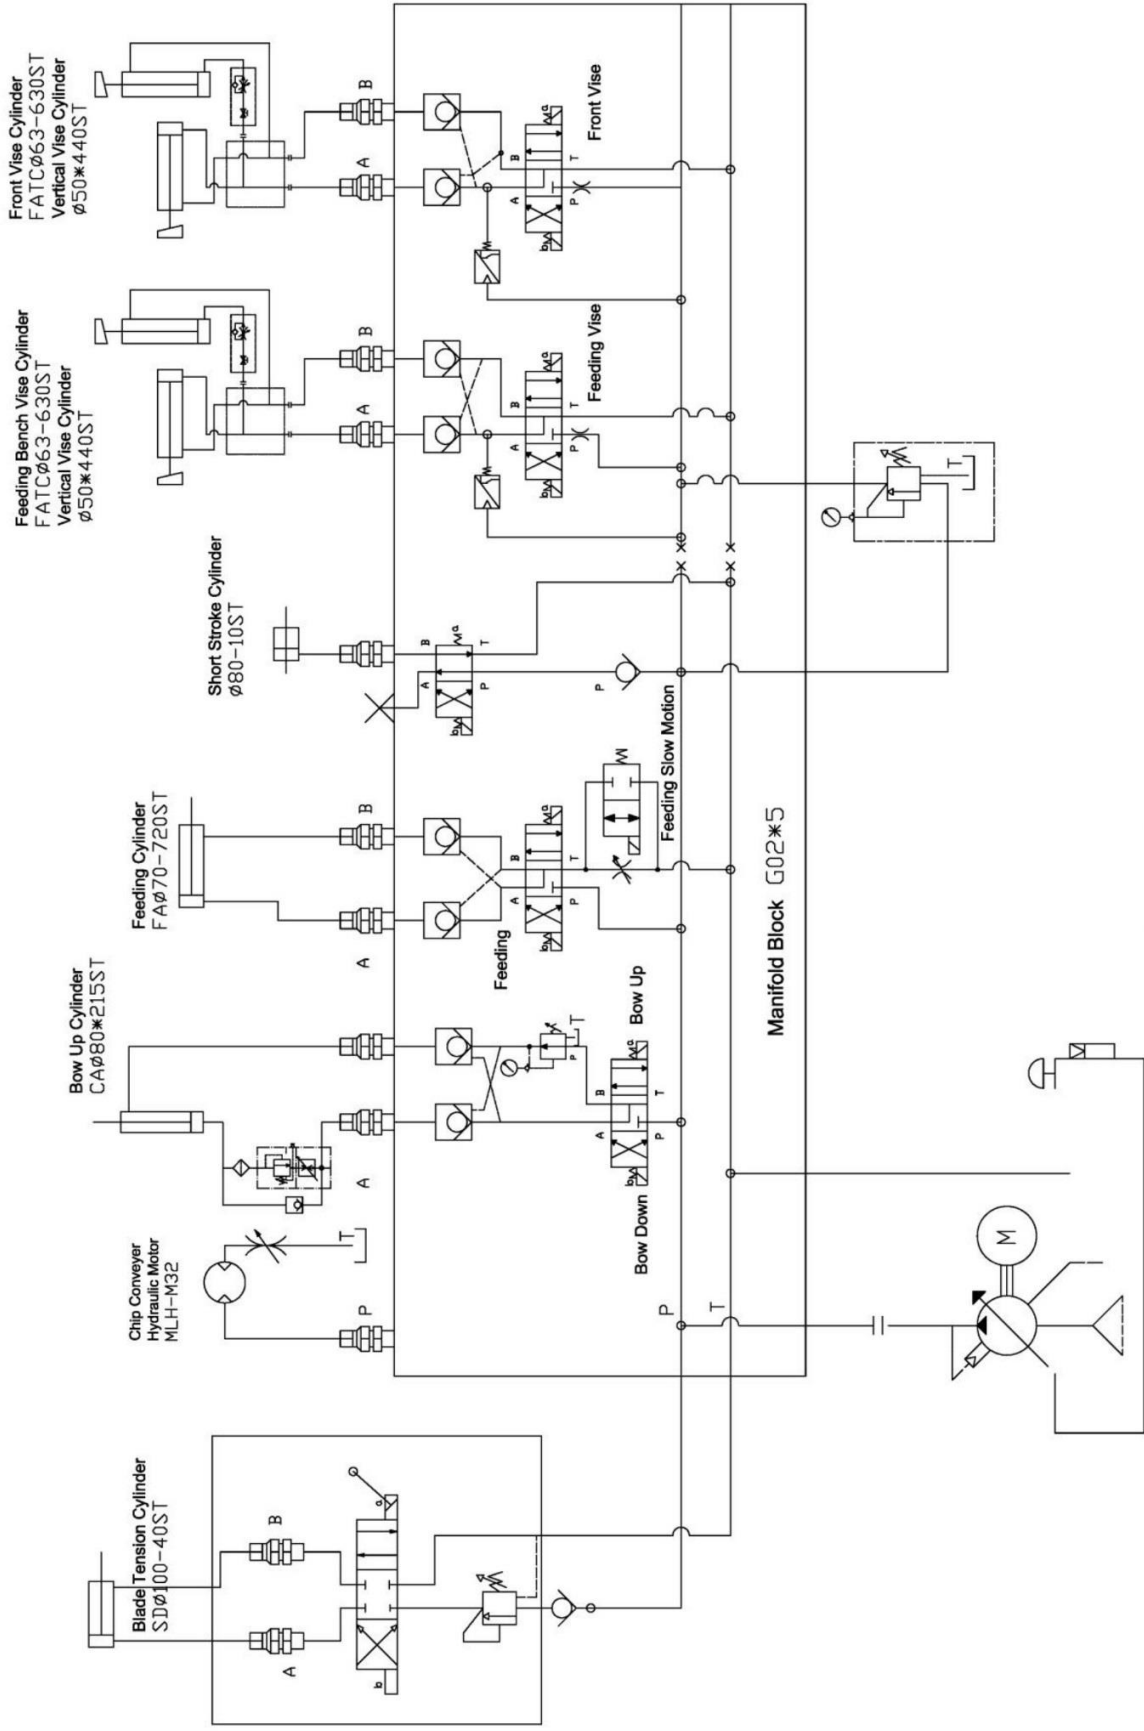 Front Vise Cylinder
FATCØ63-630ST
Vertical Vise Cylinder
Ø50*440ST
Feeding Bench Vise Cylinder
FATCØ63-630ST
Vertical Vise Cylinder
Ø50*440ST
Short Stroke Cylinder
Ø80-10ST
Feeding Cylinder
FAØ70-720ST
Bow Up Cylinder
CAØ80*215ST
Chip Conveyer
Hydraulic Motor
MLH-M32
Blade Tension Cylinder
SDØ100-40ST
A
B
a
b
P
T
A
A
B
A
B
P
T
a
b
Bow Down
Bow Up
P
T
A
B
A
B
P
T
a
b
Feeding
Feeding Slow Motion
A
B
P
T
a
b
P
A
B
A
B
P
T
a
b
Feeding Vise
A
B
A
B
P
T
a
b
Front Vise
T
P
T
Manifold Block G02*5
M